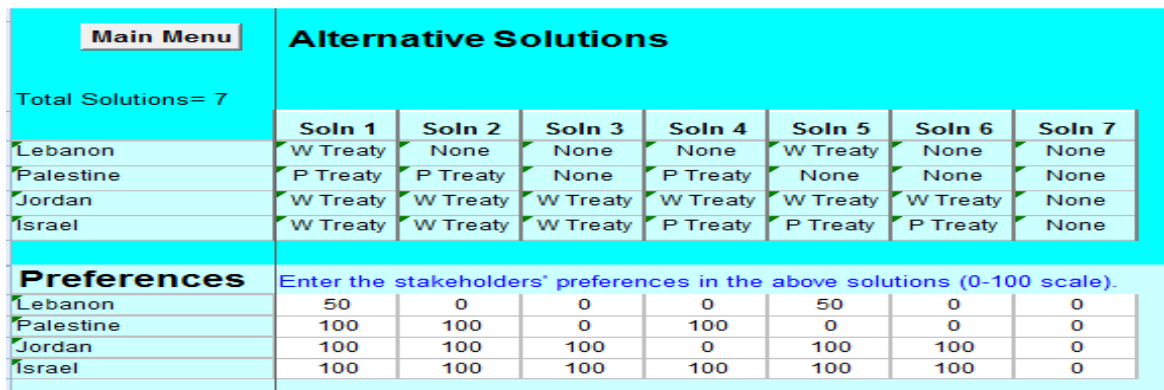 Main Menu Alternative Solutions
Total Solutions= 7
Soln 1 Soln 2 Soln 3 Soln 4 Soln 5 Soln 6 Soln 7
Lebanon W Treaty None None None W Treaty None None
Palestine P Treaty P Treaty None P Treaty None None None
Jordan W Treaty W Treaty W Treaty W Treaty W Treaty W Treaty None
Israel W Treaty W Treaty W Treaty P Treaty P Treaty P Treaty None
Preferences Enter the stakeholders' preferences in the above solutions (0-100 scale).
Lebanon 50 0 0 0 50 0 0
Palestine 100 100 0 100 0 0 0
Jordan 100 100 100 0 100 100 0
Israel 100 100 100 100 100 100 0